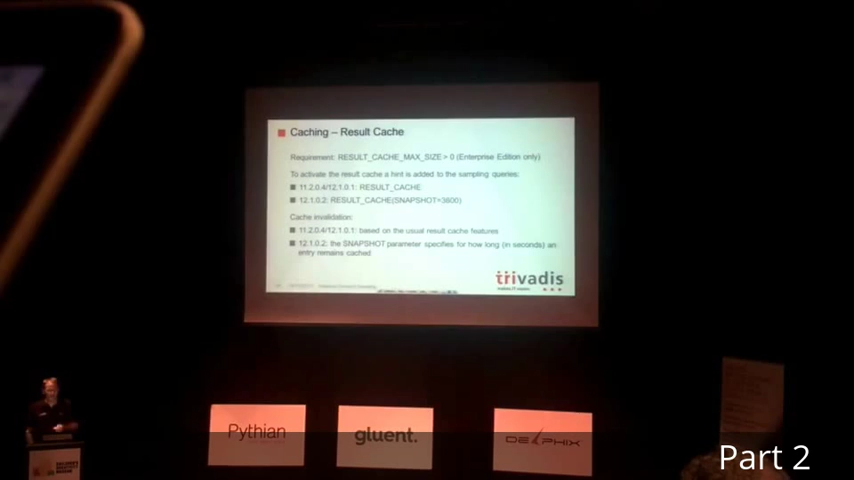 Caching – Result Cache
Requirement: RESULT_CACHE_MAX_SIZE > 0 (Enterprise Edition only)
To activate the result cache a hint is added to the sampling queries:
11.2.0.4/12.1.0.1: RESULT_CACHE
12.1.0.2: RESULT_CACHE(SNAPSHOT=3600)
Cache invalidation:
11.2.0.4/12.1.0.1: based on the usual result cache features
12.1.0.2: the SNAPSHOT parameter specifies for how long (in seconds) an
entry remains cached
trivadis
Pythian
gluent.
DELPHIX
Part 2